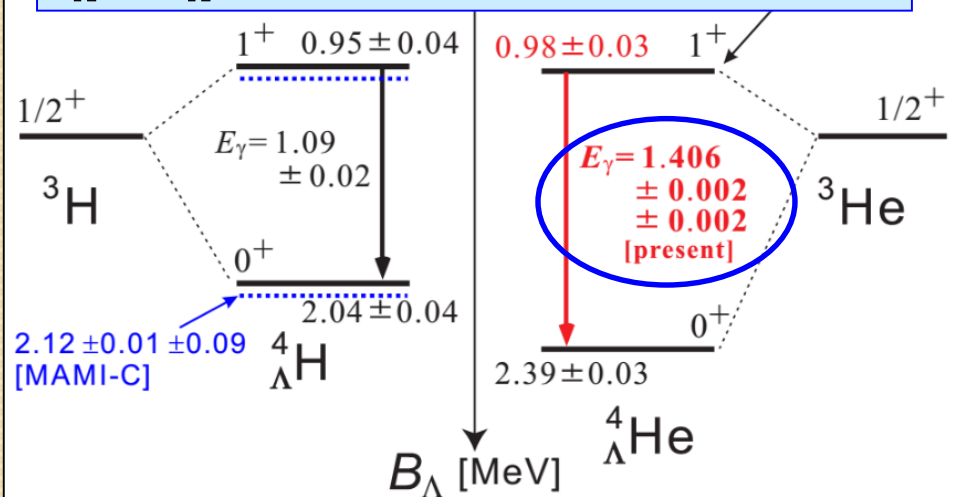 1⁺ 0.95±0.04
0.98±0.03 1⁺
1/2⁺
1/2⁺
Eγ= 1.09
±0.02
Eγ= 1.406
± 0.002
± 0.002
[present]
³H
³He
0⁺
0⁺
2.04±0.04
2.12 ±0.01 ±0.09
[MAMI-C]
⁴ΛH
2.39±0.03
⁴ΛHe
BΛ [MeV]